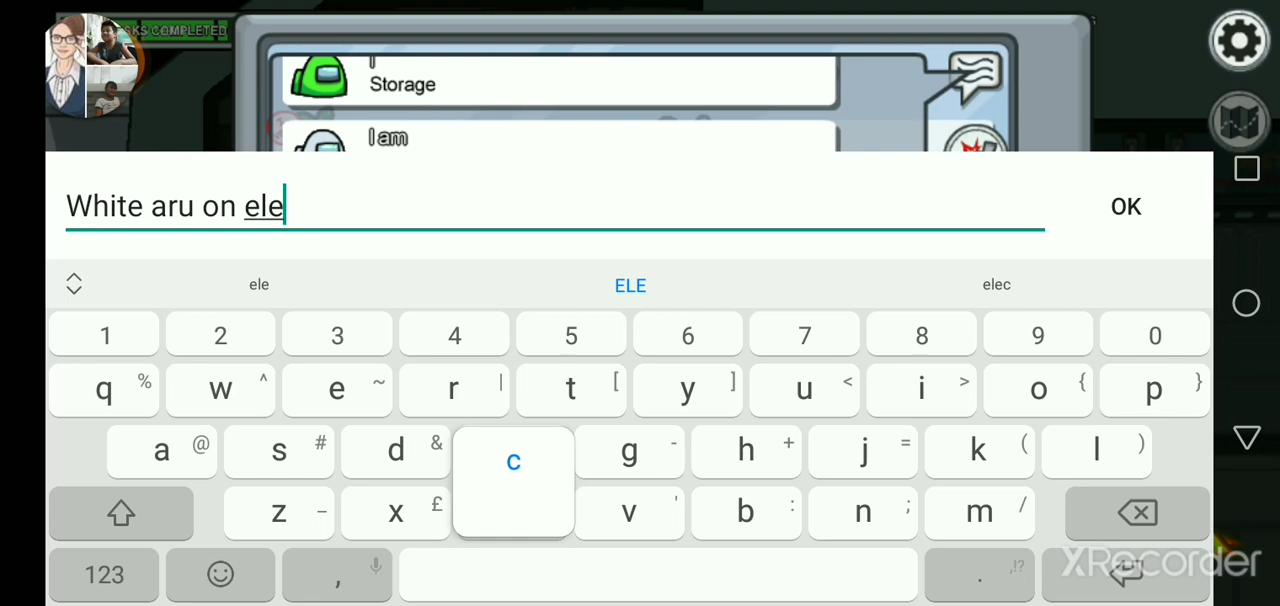 SKS COMPLETED
I
Storage
I am
White aru on ele
OK
ele ELE elec
1 2 3 4 5 6 7 8 9 0
q % w ^ e ~ r | t [ y ] u < i > o { p }
a @ s # d & c g - h + j = k ( l )
z _ x £ v ' b : n ; m /
123 , . ,!?
XRecorder